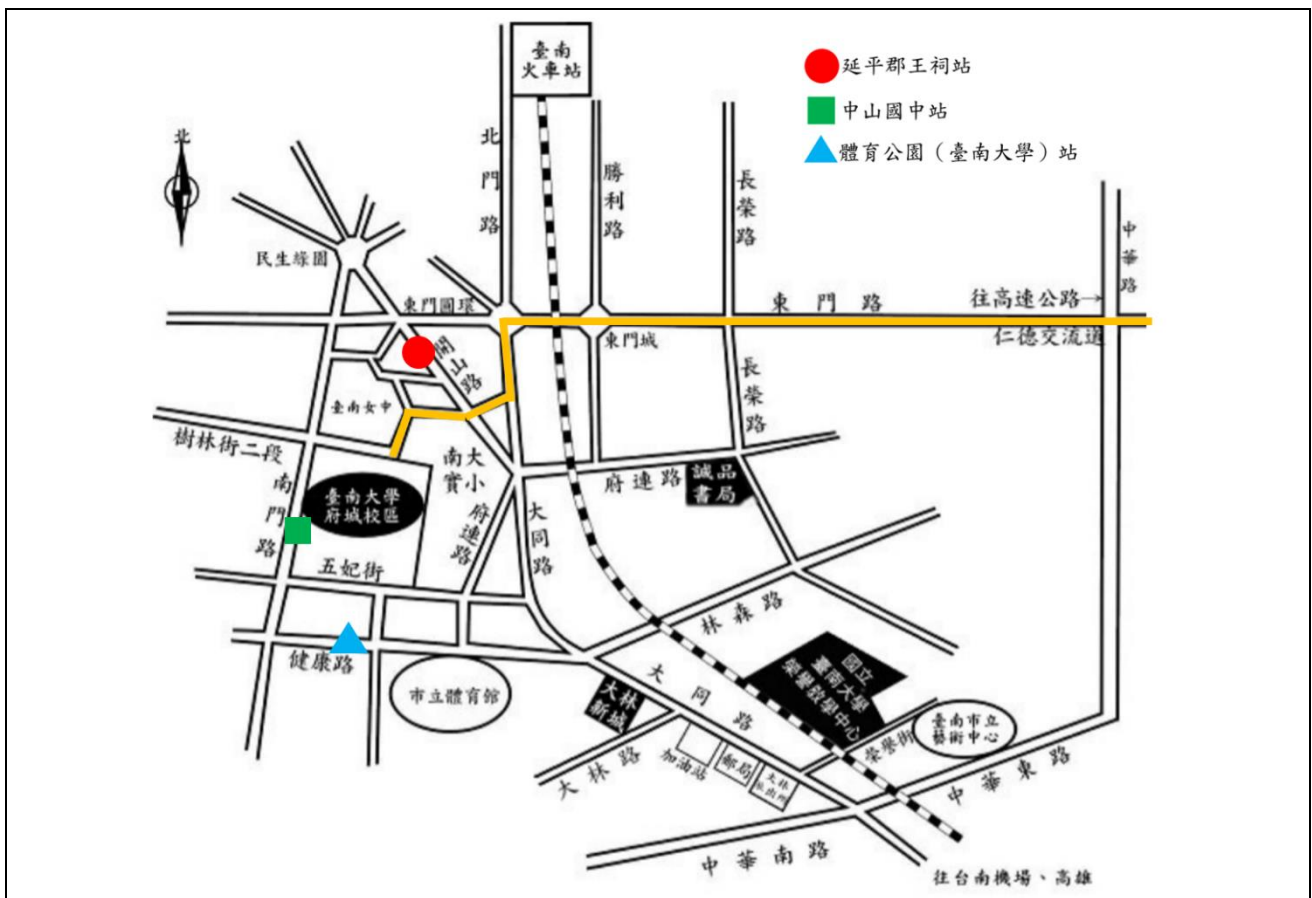 臺南
火車站
延平郡王祠站
中山國中站
體育公園（臺南大學）站
北
北門路
勝利路
長榮路
中華路
民生綠園
東門圓環
東門路
往高速公路→
仁德交流道
東門城
開山路
長榮路
臺南女中
樹林街二段
南大
實小
府連路
誠品
書局
南門路
臺南大學
府城校區
府連路
大同路
五妃街
林森路
健康路
市立體育館
大林
新城
大同路
國立
臺南大學
榮譽教學中心
榮譽街
臺南市立
藝術中心
大林路
加油站
郵局
大林
派出所
中華東路
中華南路
往台南機場、高雄